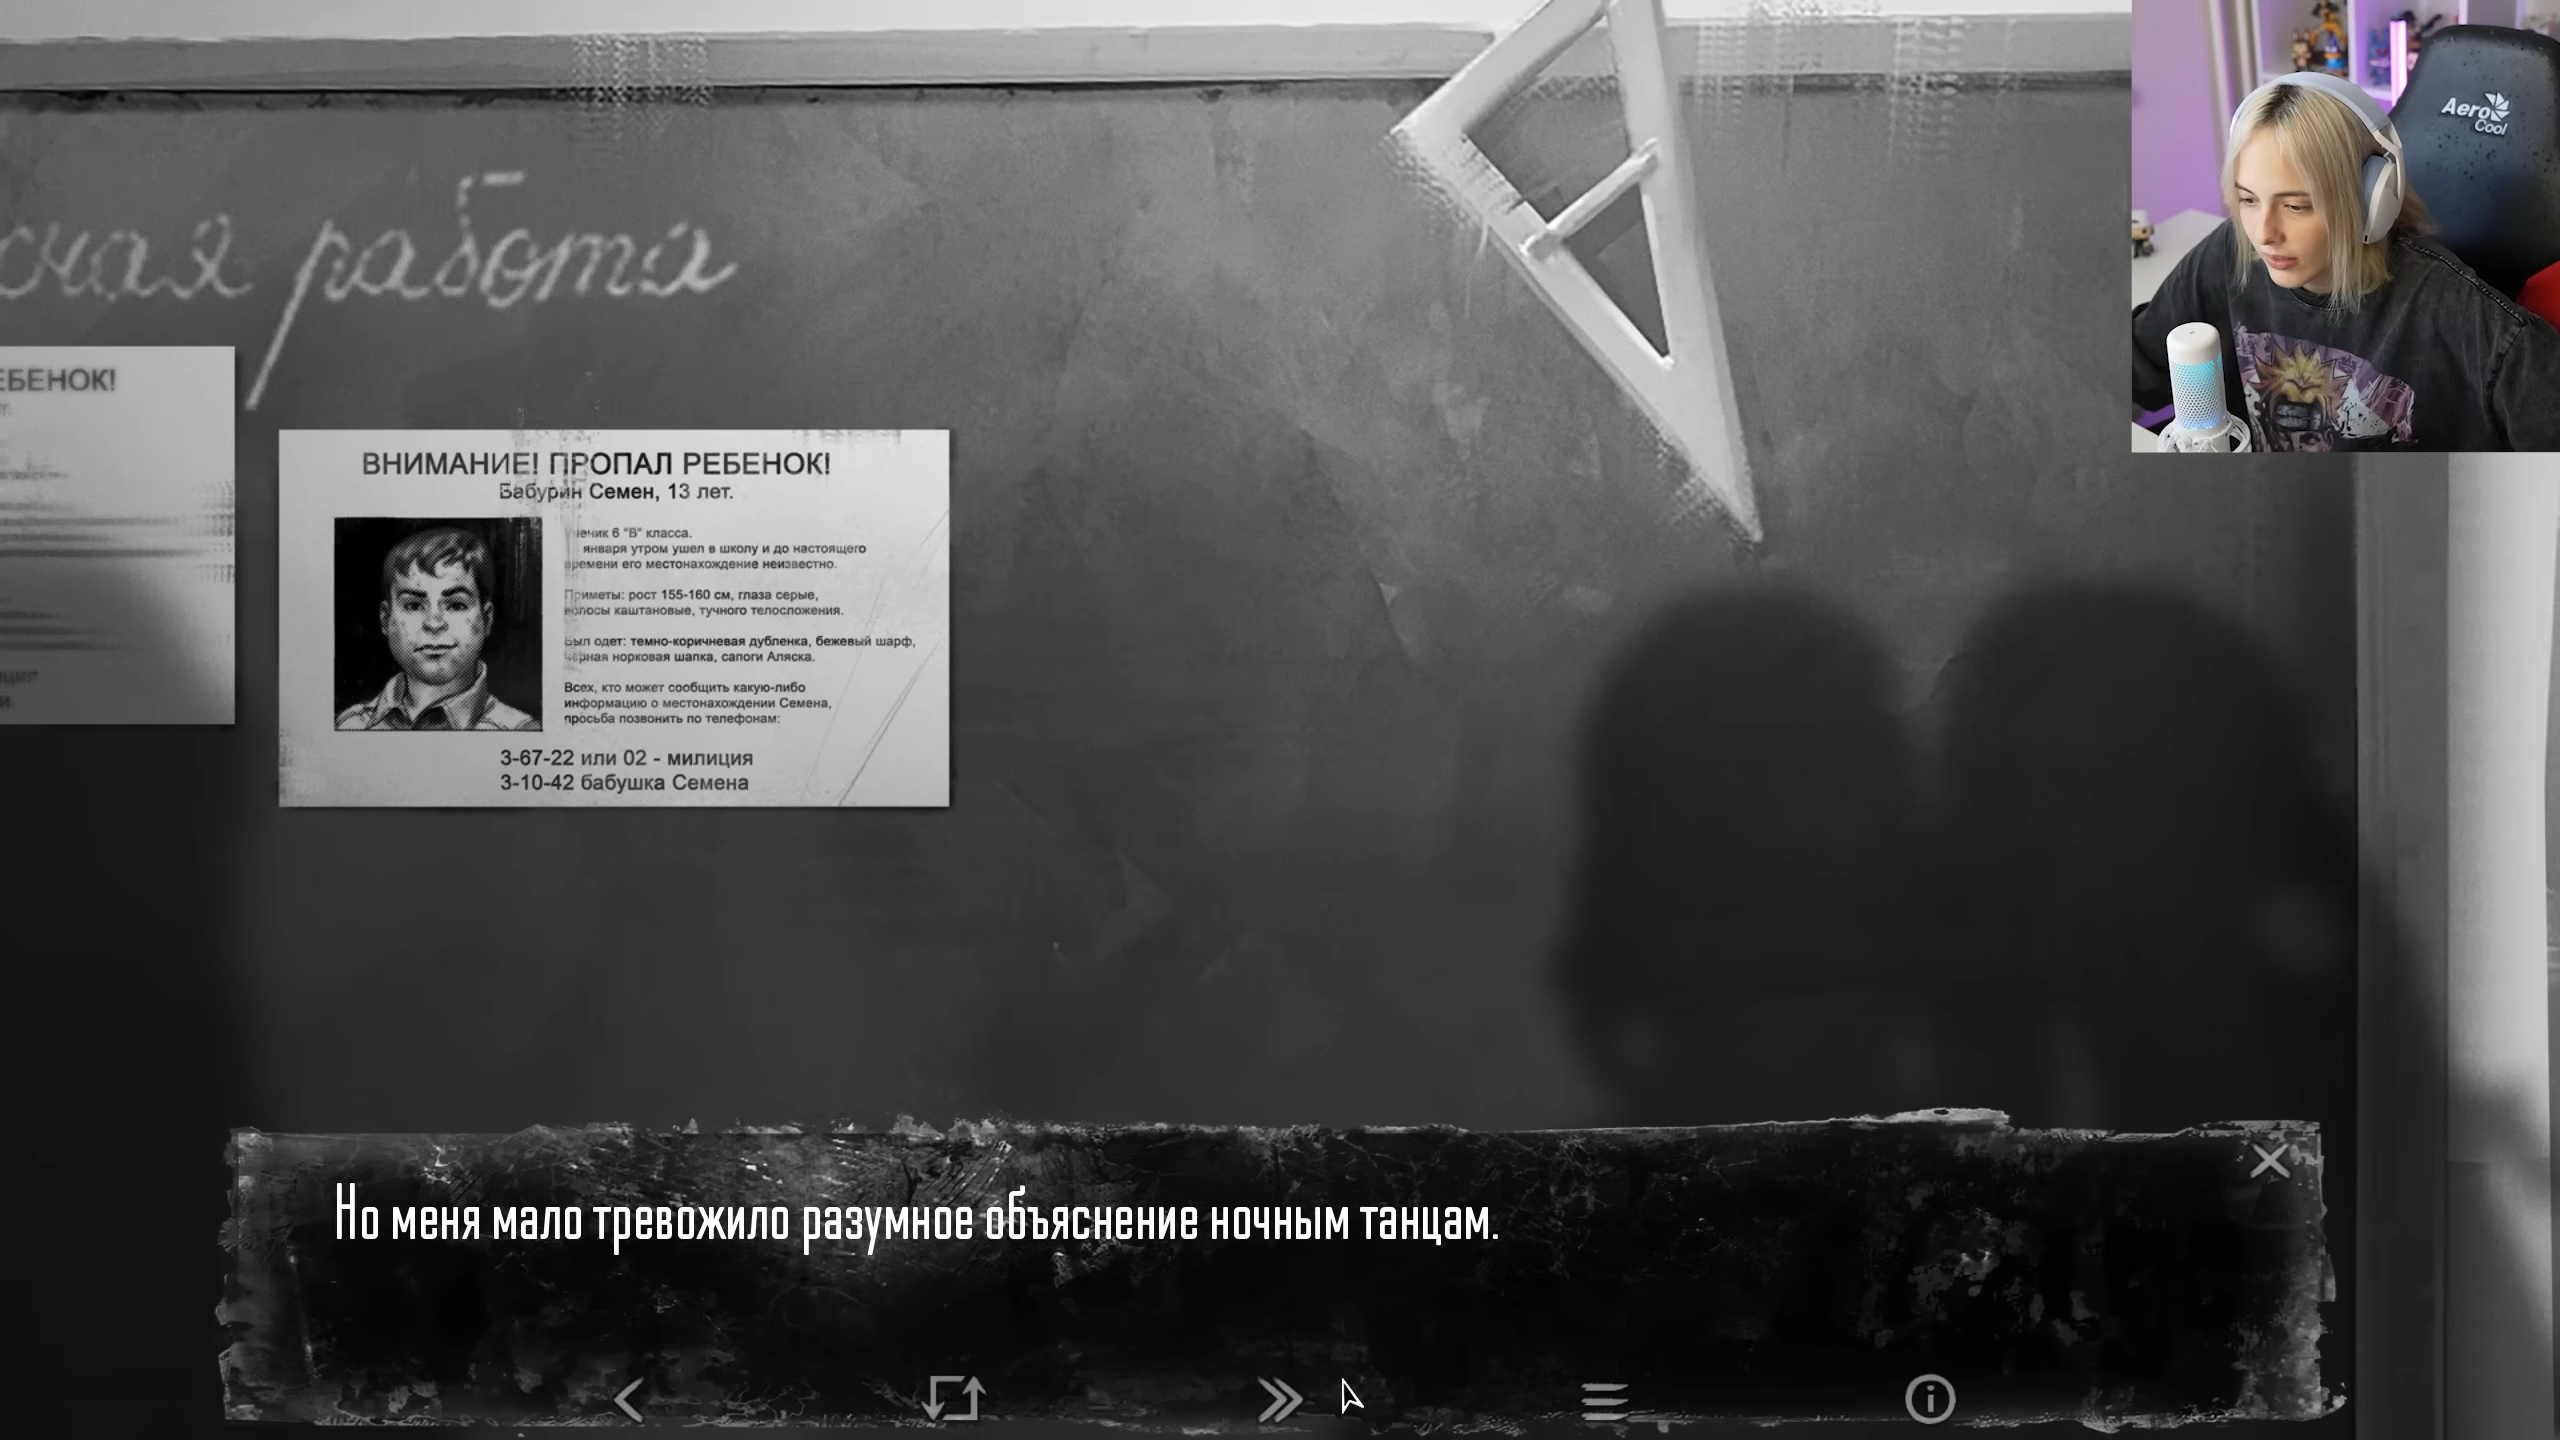 работа
ЕБЕНОК!
ВНИМАНИЕ! ПРОПАЛ РЕБЕНОК!
Бабурин Семен, 13 лет.
Ученик 6 "В" класса.
января утром ушел в школу и до настоящего
времени его местонахождение неизвестно.
Приметы: рост 155-160 см, глаза серые,
волосы каштановые, тучного телосложения.
Был одет: темно-коричневая дубленка, бежевый шарф,
черная норковая шапка, сапоги Аляска.
Всех, кто может сообщить какую-либо
информацию о местонахождении Семена,
просьба позвонить по телефонам:
3-67-22 или 02 - милиция
3-10-42 бабушка Семена
Aero
Cool
Но меня мало тревожило разумное объяснение ночным танцам.